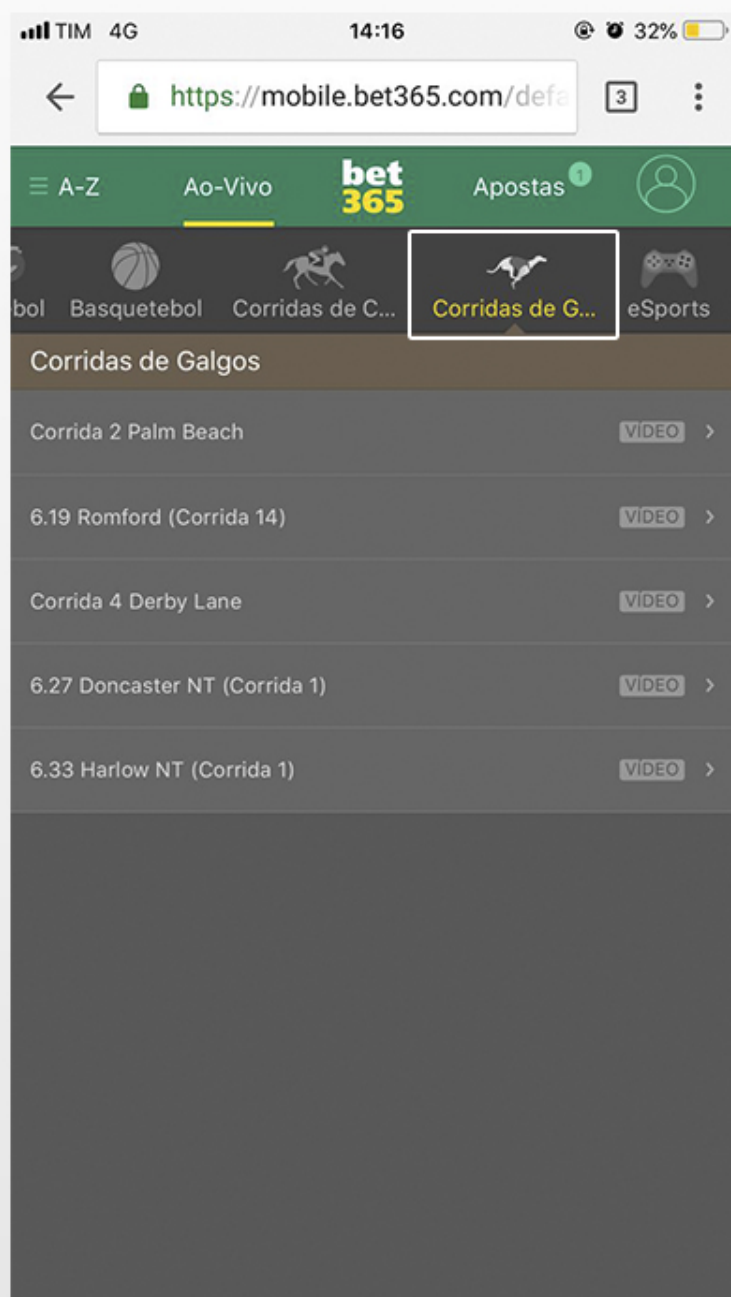 TIM 4G 14:16 32%
https://mobile.bet365.com/defa 3
A-Z Ao-Vivo bet365 Apostas 1
bol Basquetebol Corridas de C... Corridas de G... eSports
Corridas de Galgos
Corrida 2 Palm Beach VÍDEO
6.19 Romford (Corrida 14) VÍDEO
Corrida 4 Derby Lane VÍDEO
6.27 Doncaster NT (Corrida 1) VÍDEO
6.33 Harlow NT (Corrida 1) VÍDEO